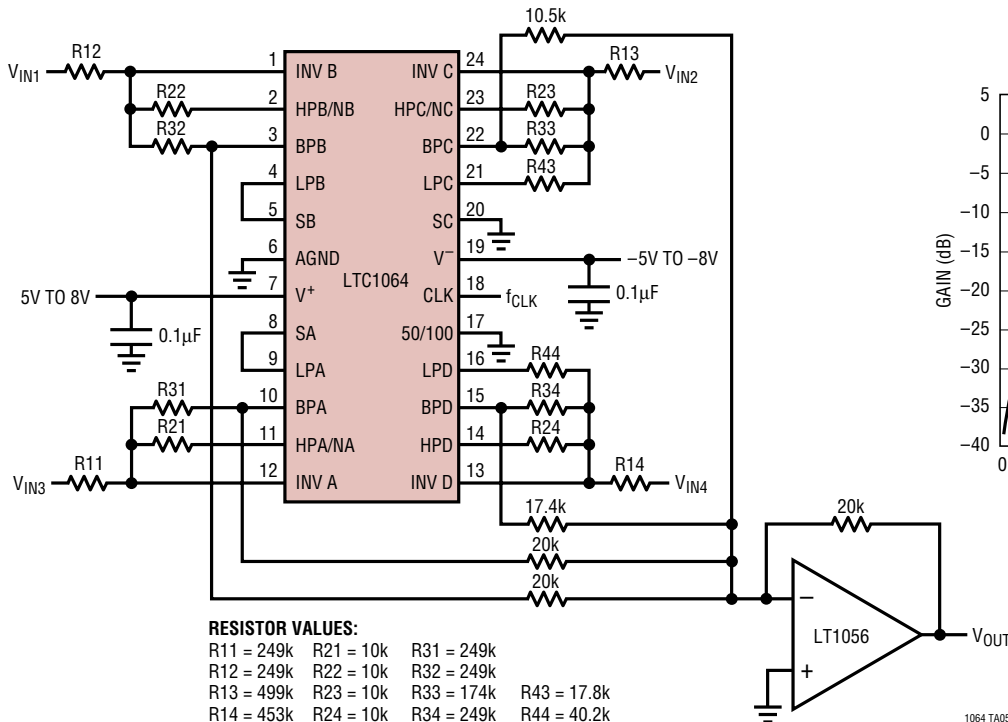 10.5k
R12
R13
VIN1
VIN2
1 INV B
INV C 24
R22
2 HPB/NB
HPC/NC 23
R23
R32
3 BPB
BPC 22
R33
4 LPB
LPC 21
R43
5 SB
SC 20
6 AGND
V– 19
–5V TO –8V
LTC1064
5V TO 8V
7 V+
CLK 18
fCLK
0.1µF
0.1µF
8 SA
50/100 17
9 LPA
LPD 16
R44
R31
10 BPA
BPD 15
R34
R21
11 HPA/NA
HPD 14
R24
R11
VIN3
12 INV A
INV D 13
R14
VIN4
17.4k
20k
20k
20k
–
+
LT1056
VOUT
GAIN (dB)
5
0
–5
–10
–15
–20
–25
–30
–35
–40
0
RESISTOR VALUES:
R11 = 249k R21 = 10k R31 = 249k
R12 = 249k R22 = 10k R32 = 249k
R13 = 499k R23 = 10k R33 = 174k R43 = 17.8k
R14 = 453k R24 = 10k R34 = 249k R44 = 40.2k
1064